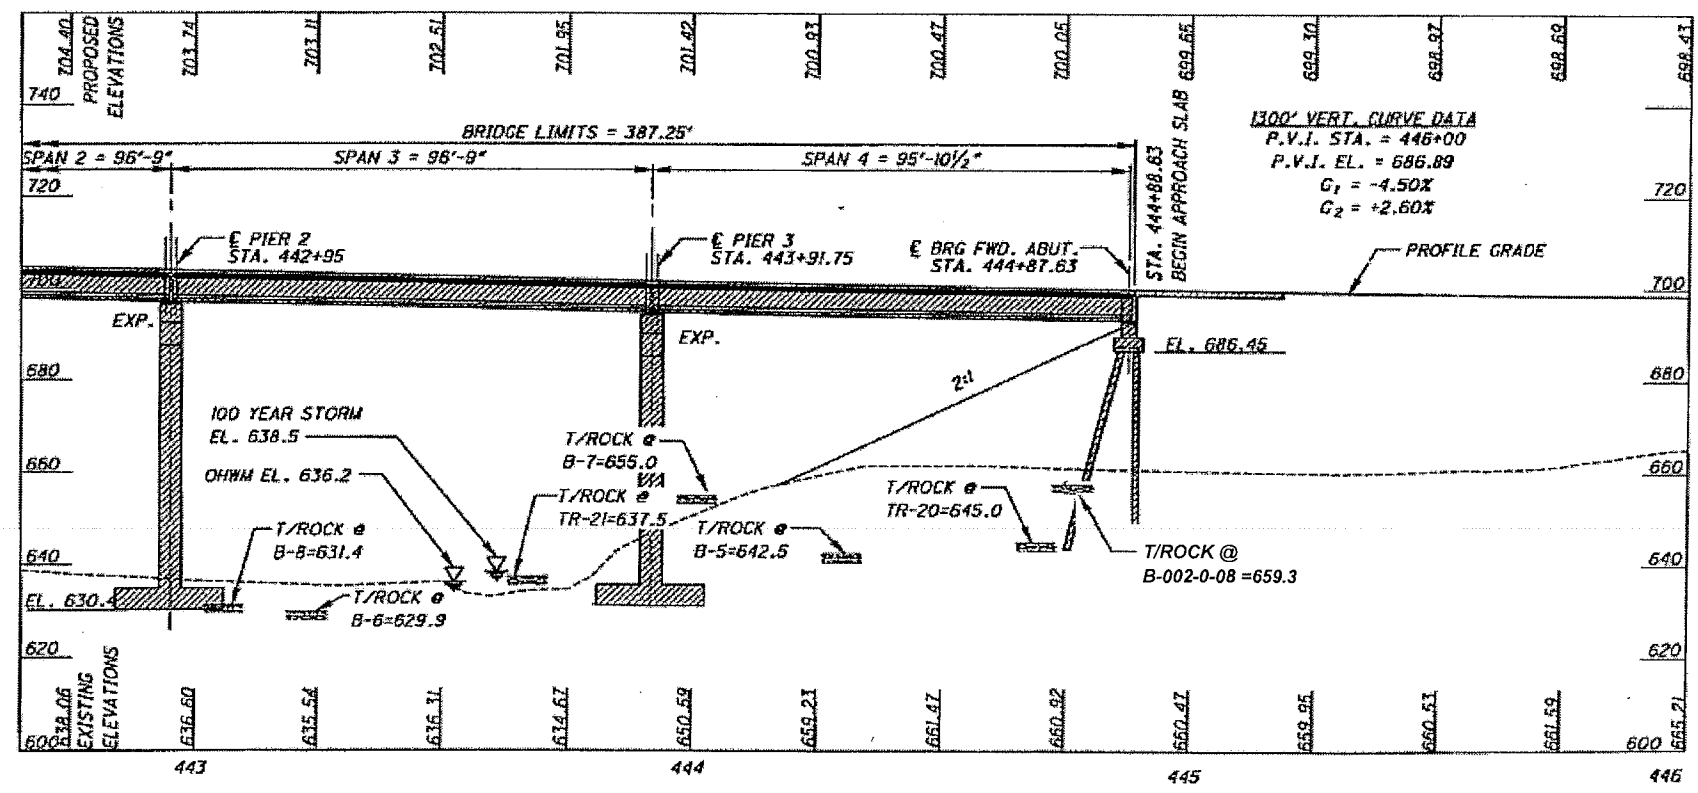 704.40
PROPOSED
ELEVATIONS
703.74
703.11
702.51
701.95
701.42
700.93
700.47
700.05
699.65
699.30
698.97
698.69
698.43
740
BRIDGE LIMITS = 387.25'
SPAN 2 = 96'-9"
SPAN 3 = 96'-9"
SPAN 4 = 95'-10½"
STA. 444+88.63
BEGIN APPROACH SLAB
1300' VERT. CURVE DATA
P.V.I. STA. = 446+00
P.V.I. EL. = 686.89
G₁ = -4.50%
G₂ = +2.60%
720
720
℄ PIER 2
STA. 442+95
℄ PIER 3
STA. 443+91.75
℄ BRG FWD. ABUT.
STA. 444+87.63
PROFILE GRADE
700
700
EXP.
EXP.
EL. 686.45
680
680
2:1
100 YEAR STORM
EL. 638.5
OHWM EL. 636.2
T/ROCK @
B-7=655.0
660
660
T/ROCK @
TR-21=637.5
T/ROCK @
B-5=642.5
T/ROCK @
TR-20=645.0
T/ROCK @
B-8=631.4
T/ROCK @
B-002-0-08 =659.3
640
640
EL. 630.4
T/ROCK @
B-6=629.9
620
620
638.06
EXISTING
ELEVATIONS
636.60
635.54
636.31
634.67
650.59
659.23
661.47
660.92
660.47
659.95
660.53
661.59
665.21
600
600
443
444
445
446